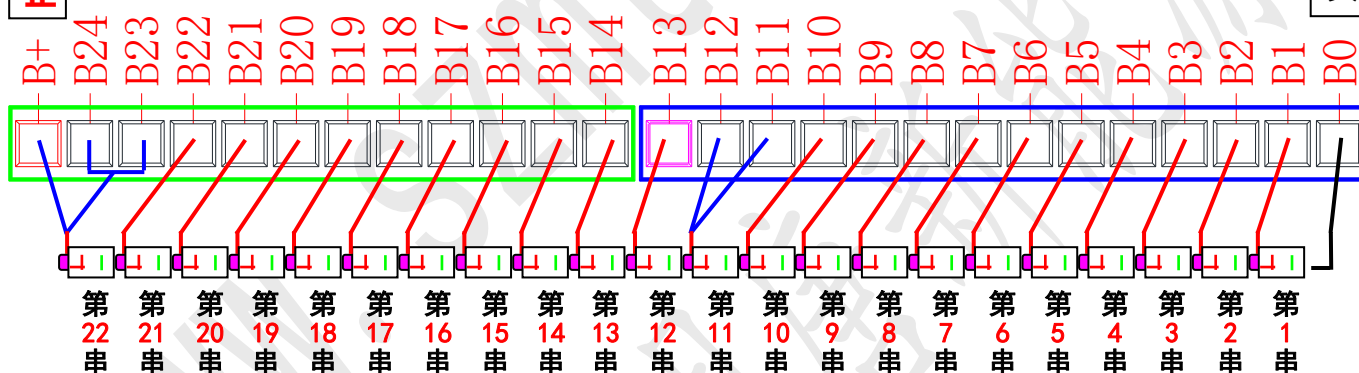 B+ B24 B23 B22 B21 B20 B19 B18 B17 B16 B15 B14 B13 B12 B11 B10 B9 B8 B7 B6 B5 B4 B3 B2 B1 B0
第 第 第 第 第 第 第 第 第 第 第 第 第 第 第 第 第 第 第 第 第 第
22 21 20 19 18 17 16 15 14 13 12 11 10 9 8 7 6 5 4 3 2 1
串 串 串 串 串 串 串 串 串 串 串 串 串 串 串 串 串 串 串 串 串 串